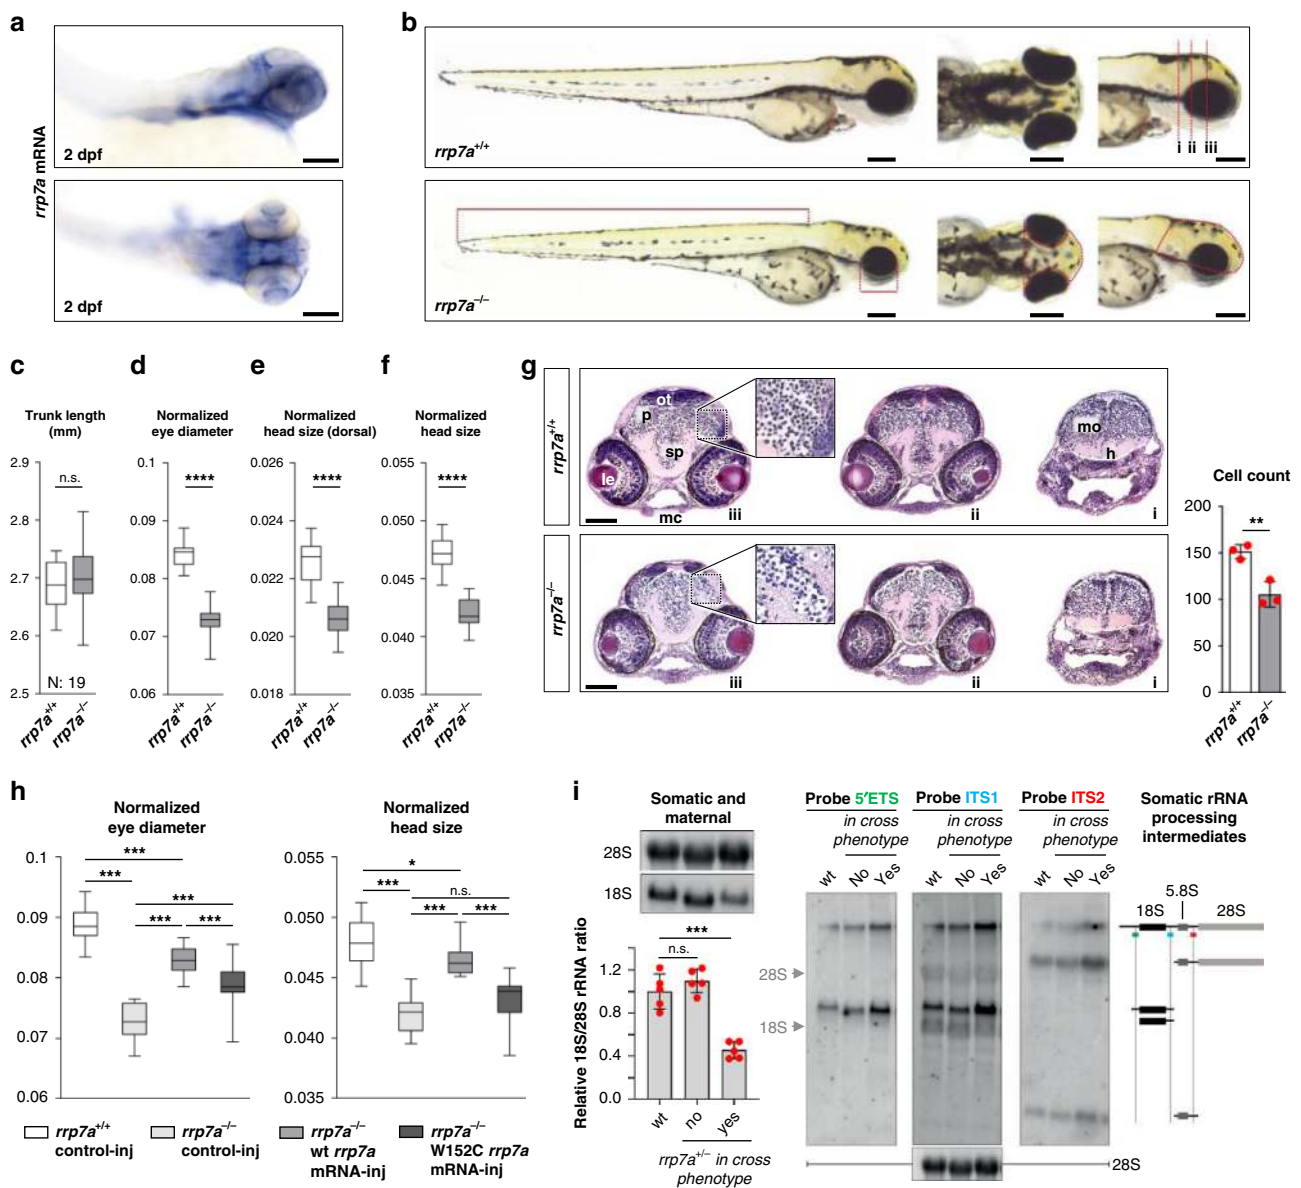 a
rrp7a mRNA
2 dpf
2 dpf
b
rrp7a+/+
i ii iii
rrp7a−/−
c
Trunk length
(mm)
2.9
2.8
2.7
2.6
2.5
n.s.
N: 19
rrp7a+/+
rrp7a−/−
d
Normalized
eye diameter
0.1
0.09
0.08
0.07
0.06
****
rrp7a+/+
rrp7a−/−
e
Normalized
head size (dorsal)
0.026
0.024
0.022
0.020
0.018
****
rrp7a+/+
rrp7a−/−
f
Normalized
head size
0.055
0.050
0.045
0.040
0.035
****
rrp7a+/+
rrp7a−/−
g
rrp7a+/+
ot
p
sp
le
mc
iii
ii
mo
h
i
rrp7a−/−
iii
ii
i
Cell count
200
150
100
50
0
**
rrp7a+/+
rrp7a−/−
h
Normalized
eye diameter
0.1
0.09
0.08
0.07
0.06
***
***
***
***
***
Normalized
head size
0.055
0.050
0.045
0.040
0.035
*
***
n.s.
***
***
rrp7a+/+
control-inj
rrp7a−/−
control-inj
rrp7a−/−
wt rrp7a
mRNA-inj
rrp7a−/−
W152C rrp7a
mRNA-inj
i
Somatic and
maternal
28S
18S
Relative 18S/28S rRNA ratio
1.2
0.8
0.4
0.0
***
n.s.
wt
no
yes
rrp7a+/− in cross
phenotype
Probe 5′ETS
in cross
phenotype
wt No Yes
Probe ITS1
in cross
phenotype
wt No Yes
Probe ITS2
in cross
phenotype
wt No Yes
28S
18S
28S
Somatic rRNA
processing
intermediates
5.8S
18S 28S